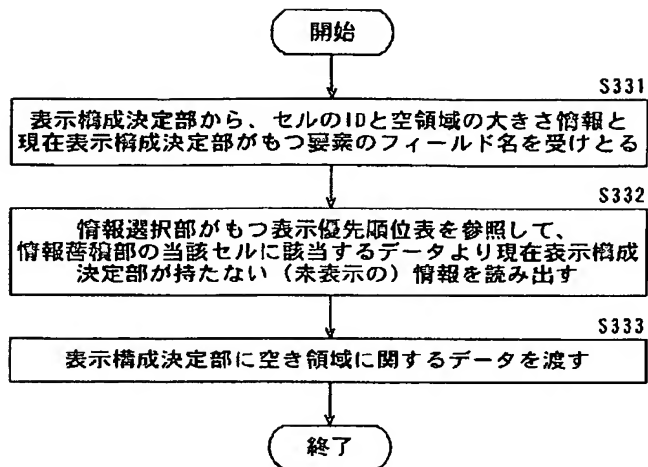 開始
S331
表示構成決定部から、セルのIDと空領域の大きさ情報と
現在表示構成決定部がもつ要素のフィールド名を受けとる
S332
情報選択部がもつ表示優先順位表を参照して、
情報蓄積部の当該セルに該当するデータより現在表示構成
決定部が持たない（未表示の）情報を読み出す
S333
表示構成決定部に空き領域に関するデータを渡す
終了